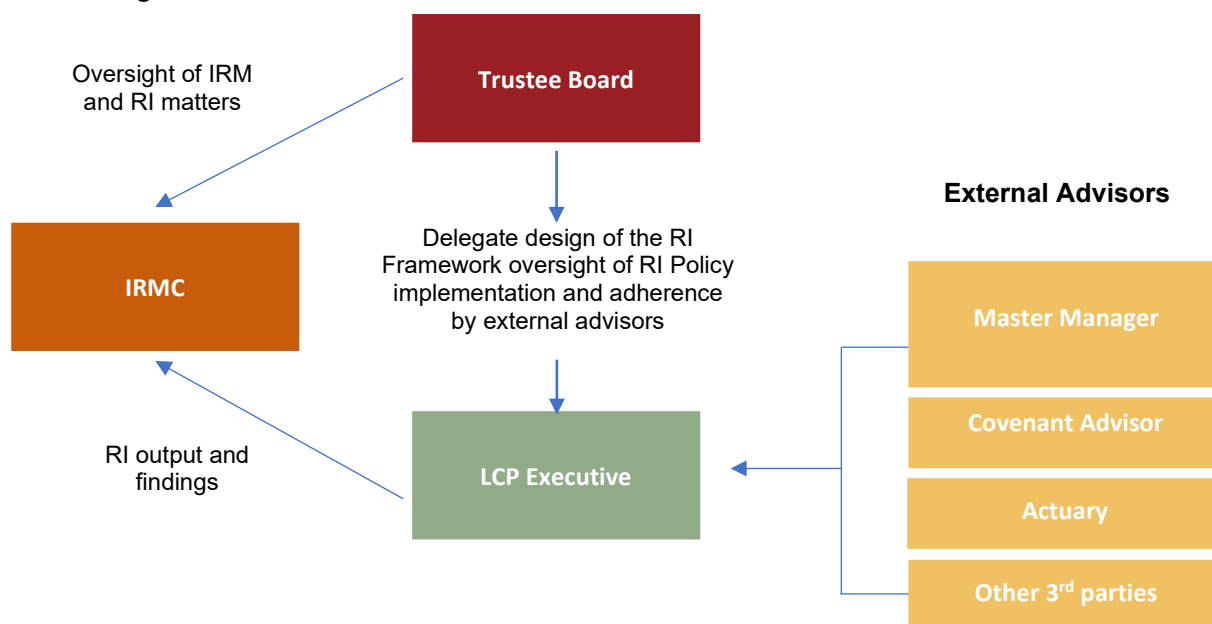 Oversight of IRM
and RI matters
Trustee Board
External Advisors
IRMC
Delegate design of the RI
Framework oversight of RI Policy
implementation and adherence
by external advisors
Master Manager
Covenant Advisor
RI output and
findings
LCP Executive
Actuary
Other 3rd parties